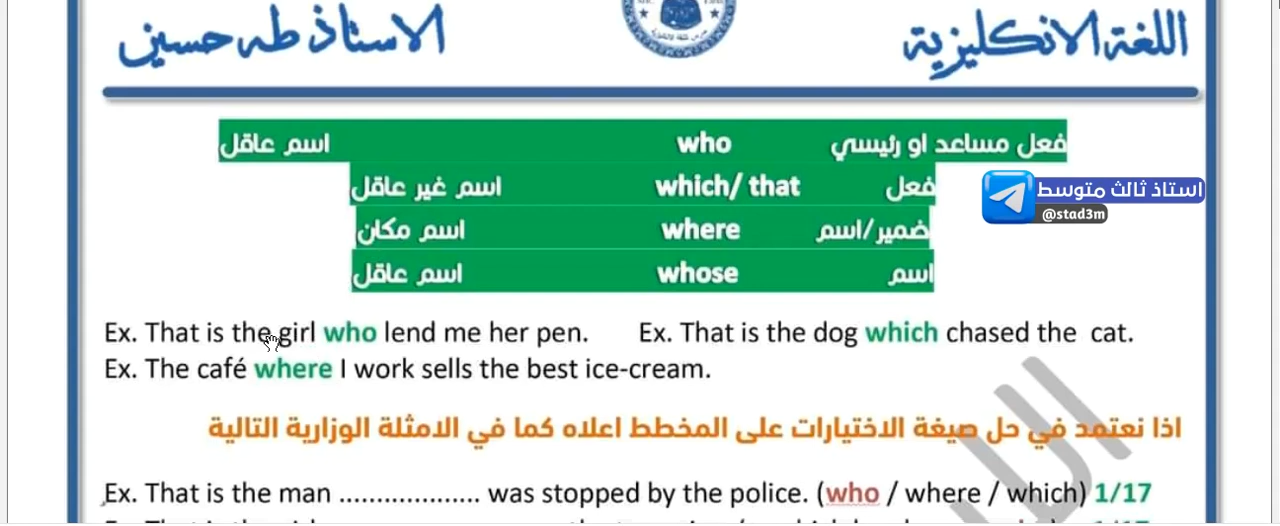 اللغة الانكليزية
الاستاذ طه حسين
اسم عاقل who فعل مساعد او رئيسي
اسم غير عاقل which/ that فعل
استاذ ثالث متوسط
@stad3m
اسم مكان where ضمير/اسم
اسم عاقل whose اسم
Ex. That is the girl who lend me her pen. Ex. That is the dog which chased the cat.
Ex. The café where I work sells the best ice-cream.
اذا نعتمد في حل صيغة الاختيارات على المخطط اعلاه كما في الامثلة الوزارية التالية
Ex. That is the man ................... was stopped by the police. (who / where / which) 1/17